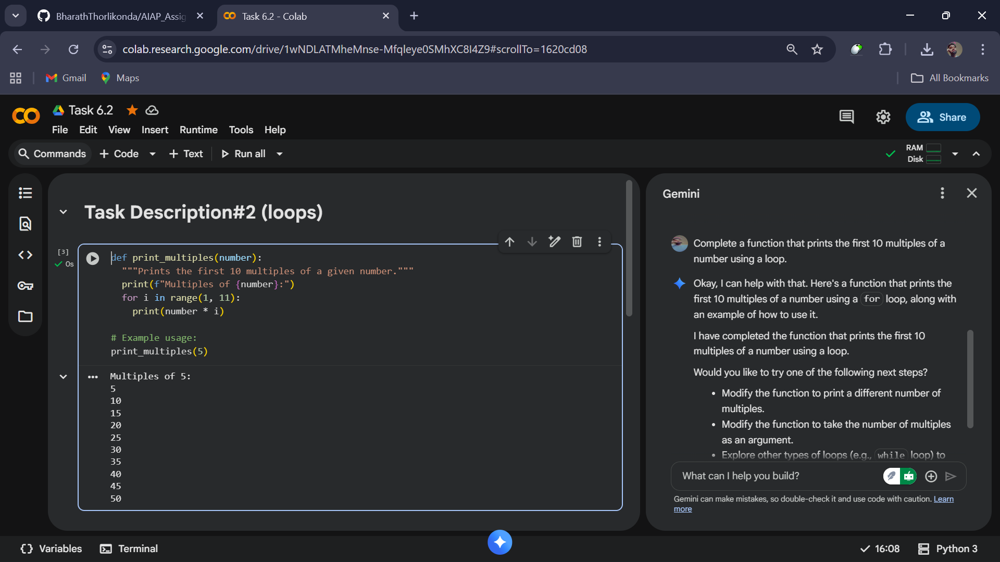 BharathThorlikonda/AIAP_Assig
Task 6.2 - Colab
colab.research.google.com/drive/1wNDLATMheMnse-Mfqleye0SMhXC8I4Z9#scrollTo=1620cd08
Gmail
Maps
All Bookmarks
Task 6.2
File Edit View Insert Runtime Tools Help
Share
Commands
+ Code
+ Text
Run all
RAM
Disk
Task Description#2 (loops)
[3]
0s
def print_multiples(number):
"""Prints the first 10 multiples of a given number."""
print(f"Multiples of {number}:")
for i in range(1, 11):
print(number * i)
# Example usage:
print_multiples(5)
Multiples of 5:
5
10
15
20
25
30
35
40
45
50
Gemini
Complete a function that prints the first 10 multiples of a
number using a loop.
Okay, I can help with that. Here's a function that prints the
first 10 multiples of a number using a for loop, along with
an example of how to use it.
I have completed the function that prints the first 10
multiples of a number using a loop.
Would you like to try one of the following next steps?
• Modify the function to print a different number of
multiples.
• Modify the function to take the number of multiples
as an argument.
• Explore other types of loops (e.g., while loop) to
What can I help you build?
Gemini can make mistakes, so double-check it and use code with caution. Learn
more
{} Variables
Terminal
16:08
Python 3